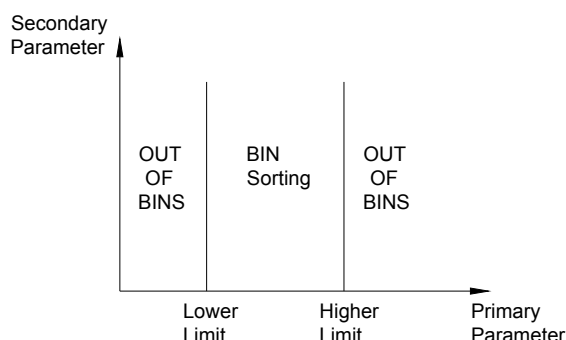 Secondary
Parameter
OUT
OF
BINS
BIN
Sorting
OUT
OF
BINS
Lower
Limit
Higher
Limit
Primary
Parameter